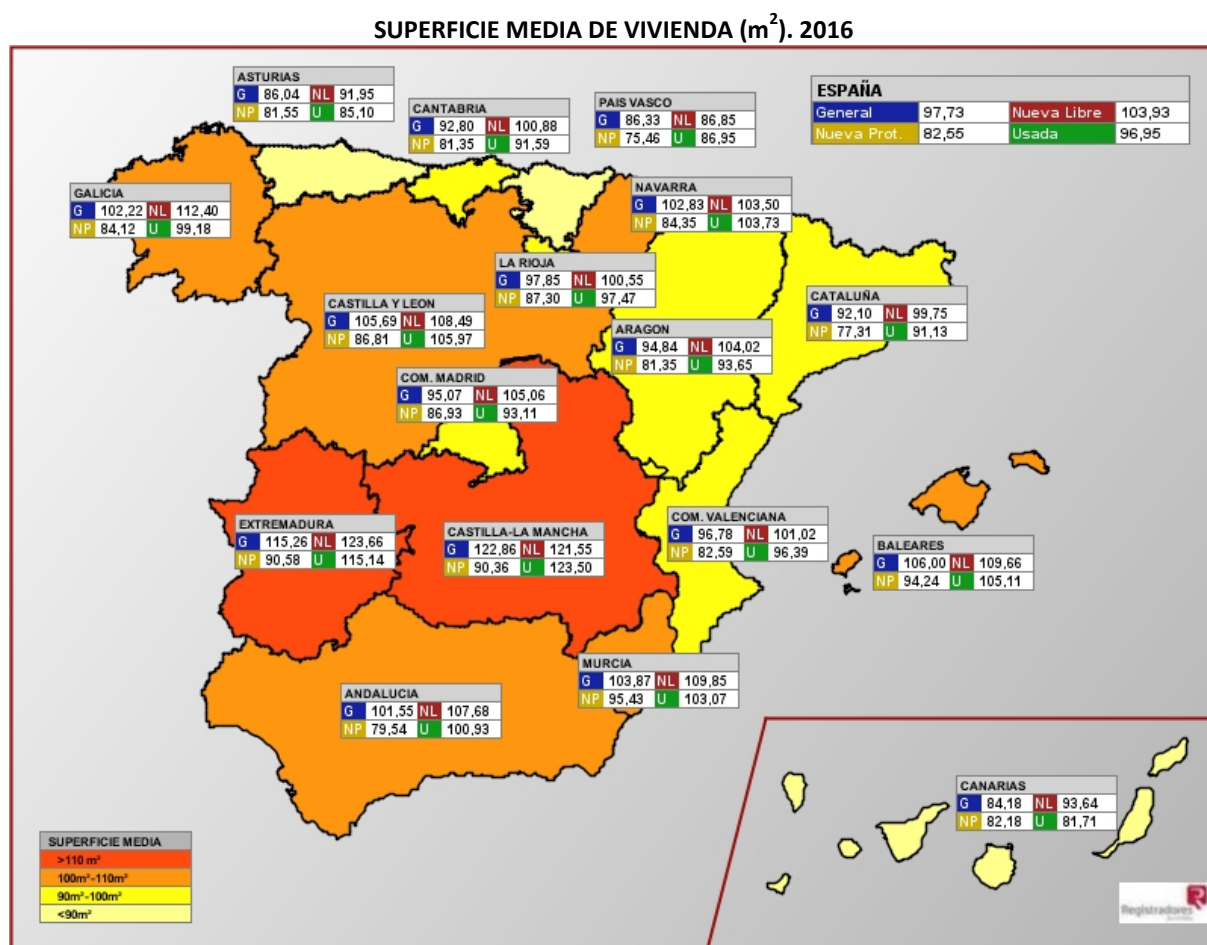 SUPERFICIE MEDIA DE VIVIENDA (m²). 2016
ASTURIAS
G 86,04 NL 91,95
NP 81,55 U 85,10
CANTABRIA
G 92,80 NL 100,88
NP 81,35 U 91,59
PAIS VASCO
G 86,33 NL 86,85
NP 75,46 U 86,95
ESPAÑA
General 97,73 Nueva Libre 103,93
Nueva Prot. 82,55 Usada 96,95
GALICIA
G 102,22 NL 112,40
NP 84,12 U 99,18
NAVARRA
G 102,83 NL 103,50
NP 84,35 U 103,73
LA RIOJA
G 97,85 NL 100,55
NP 87,30 U 97,47
CASTILLA Y LEON
G 105,69 NL 108,49
NP 86,81 U 105,97
CATALUÑA
G 92,10 NL 99,75
NP 77,31 U 91,13
ARAGON
G 94,84 NL 104,02
NP 81,35 U 93,65
COM. MADRID
G 95,07 NL 105,06
NP 86,93 U 93,11
EXTREMADURA
G 115,26 NL 123,66
NP 90,58 U 115,14
CASTILLA-LA MANCHA
G 122,86 NL 121,55
NP 90,36 U 123,50
COM. VALENCIANA
G 96,78 NL 101,02
NP 82,59 U 96,39
BALEARES
G 106,00 NL 109,66
NP 94,24 U 105,11
MURCIA
G 103,87 NL 109,85
NP 95,43 U 103,07
ANDALUCIA
G 101,55 NL 107,68
NP 79,54 U 100,93
CANARIAS
G 84,18 NL 93,64
NP 82,18 U 81,71
SUPERFICIE MEDIA
>110 m²
100m²-110m²
90m²-100m²
<90m²
Registradores